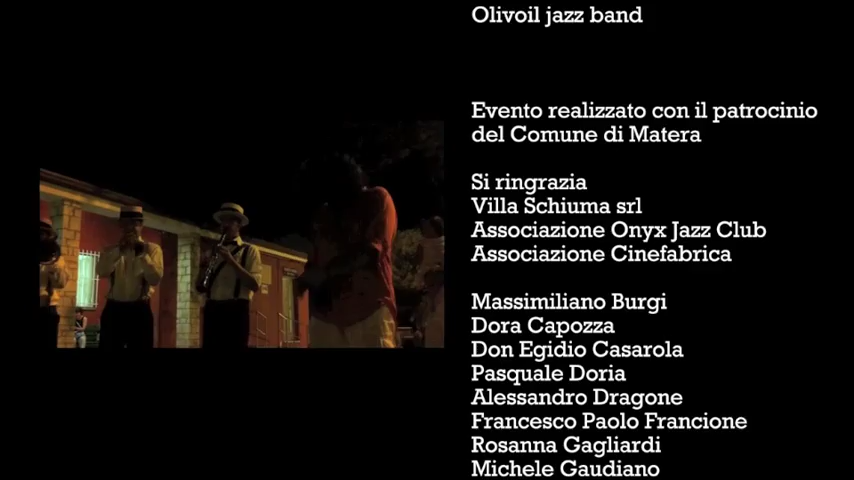 Olivoil jazz band
Evento realizzato con il patrocinio
del Comune di Matera
Si ringrazia
Villa Schiuma srl
Associazione Onyx Jazz Club
Associazione Cinefabrica
Massimiliano Burgi
Dora Capozza
Don Egidio Casarola
Pasquale Doria
Alessandro Dragone
Francesco Paolo Francione
Rosanna Gagliardi
Michele Gaudiano